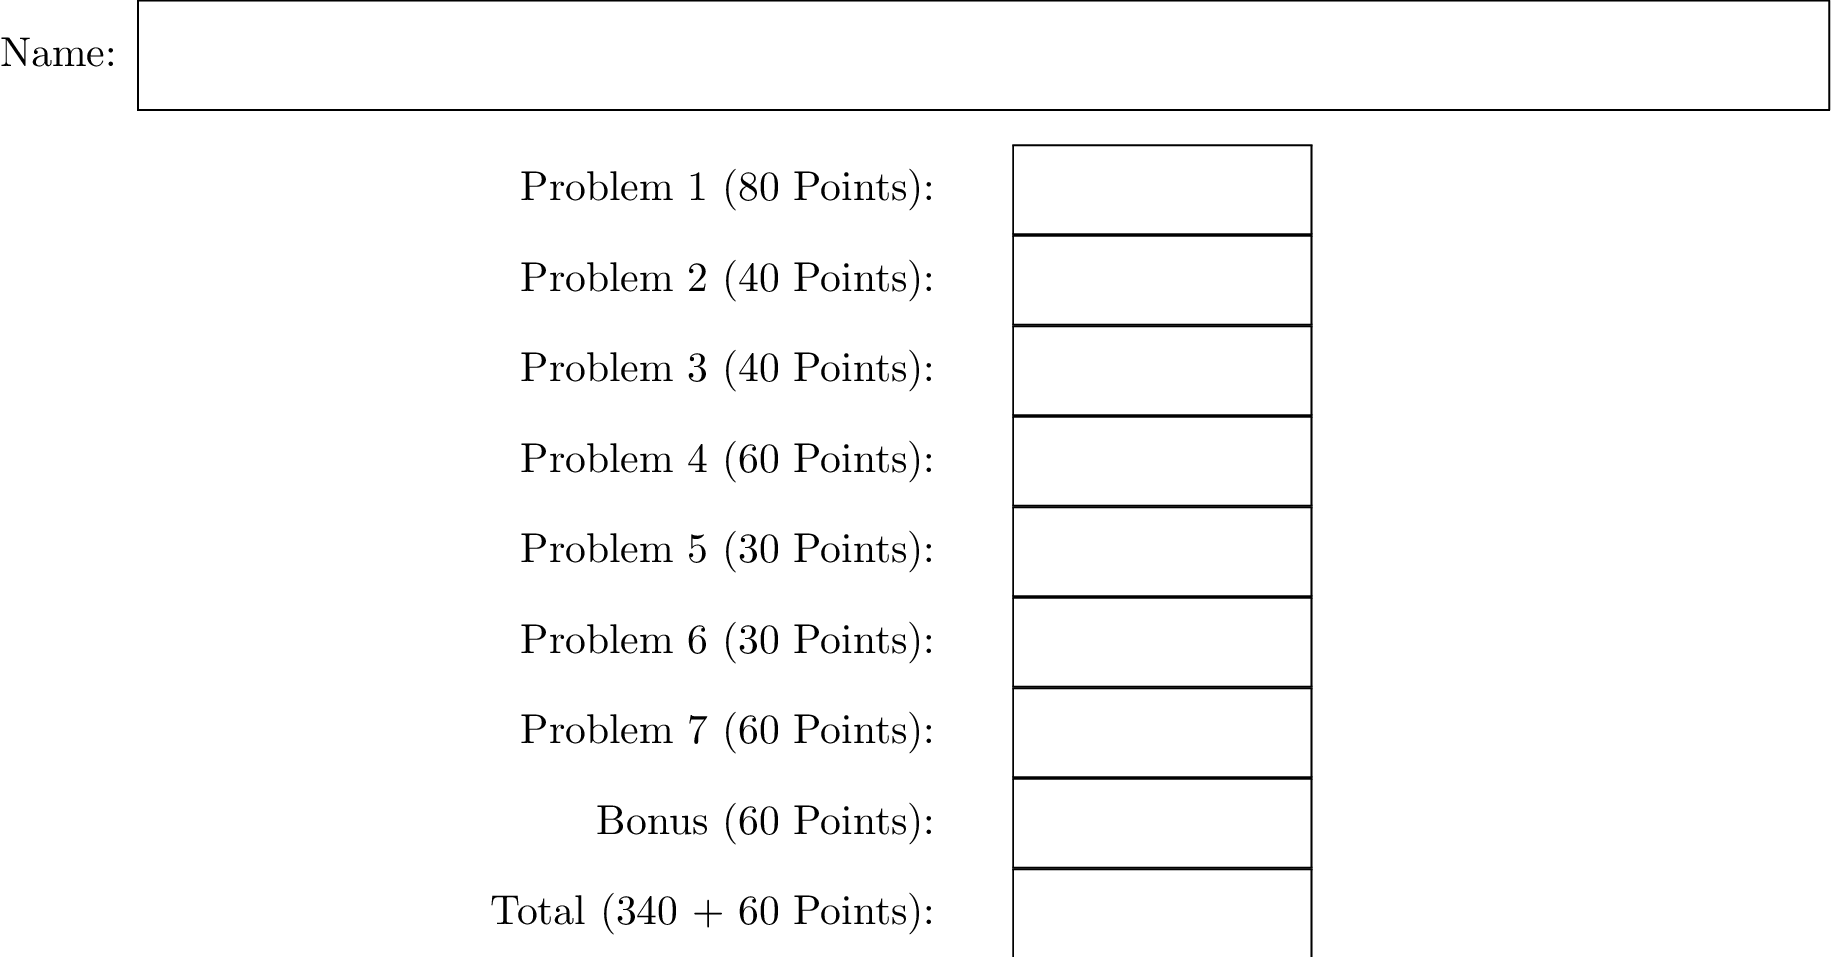 Name:
Problem 1 (80 Points):
Problem 2 (40 Points):
Problem 3 (40 Points):
Problem 4 (60 Points):
Problem 5 (30 Points):
Problem 6 (30 Points):
Problem 7 (60 Points):
Bonus (60 Points):
Total (340 + 60 Points):